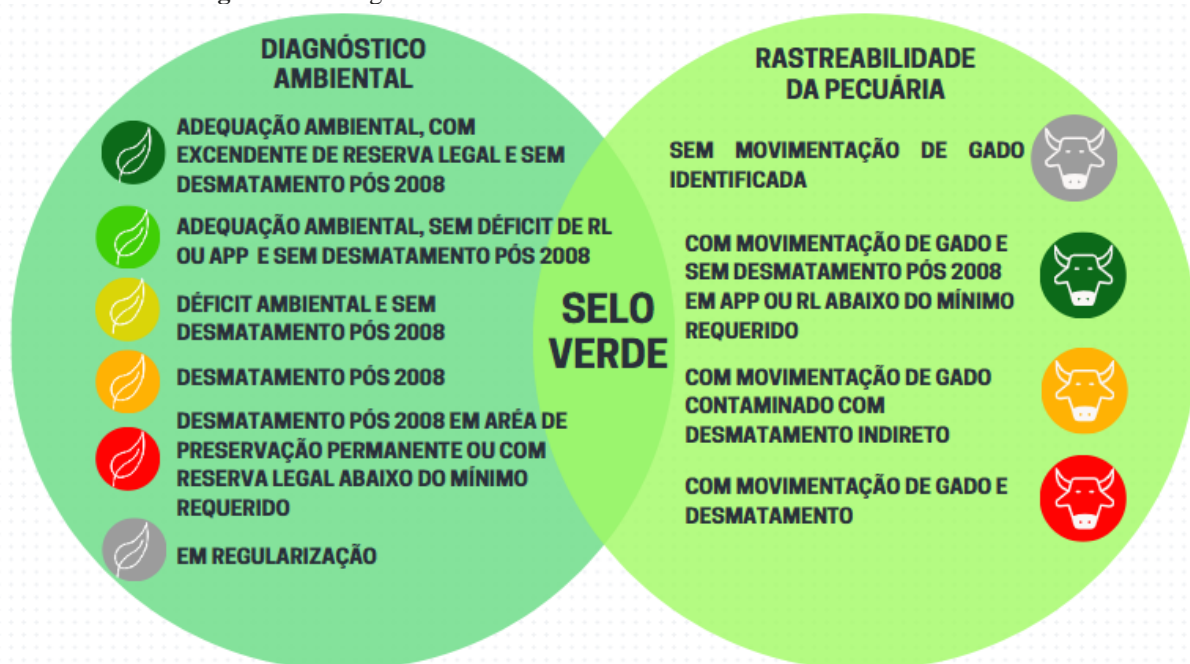 DIAGNÓSTICO
AMBIENTAL
ADEQUAÇÃO AMBIENTAL, COM
EXCENDENTE DE RESERVA LEGAL E SEM
DESMATAMENTO PÓS 2008
ADEQUAÇÃO AMBIENTAL, SEM DÉFICIT DE RL
OU APP E SEM DESMATAMENTO PÓS 2008
DÉFICIT AMBIENTAL E SEM
DESMATAMENTO PÓS 2008
DESMATAMENTO PÓS 2008
DESMATAMENTO PÓS 2008 EM ARÉA DE
PRESERVAÇÃO PERMANENTE OU COM
RESERVA LEGAL ABAIXO DO MÍNIMO
REQUERIDO
EM REGULARIZAÇÃO
SELO
VERDE
RASTREABILIDADE
DA PECUÁRIA
SEM MOVIMENTAÇÃO DE GADO
IDENTIFICADA
COM MOVIMENTAÇÃO DE GADO E
SEM DESMATAMENTO PÓS 2008
EM APP OU RL ABAIXO DO MÍNIMO
REQUERIDO
COM MOVIMENTAÇÃO DE GADO
CONTAMINADO COM
DESMATAMENTO INDIRETO
COM MOVIMENTAÇÃO DE GADO E
DESMATAMENTO